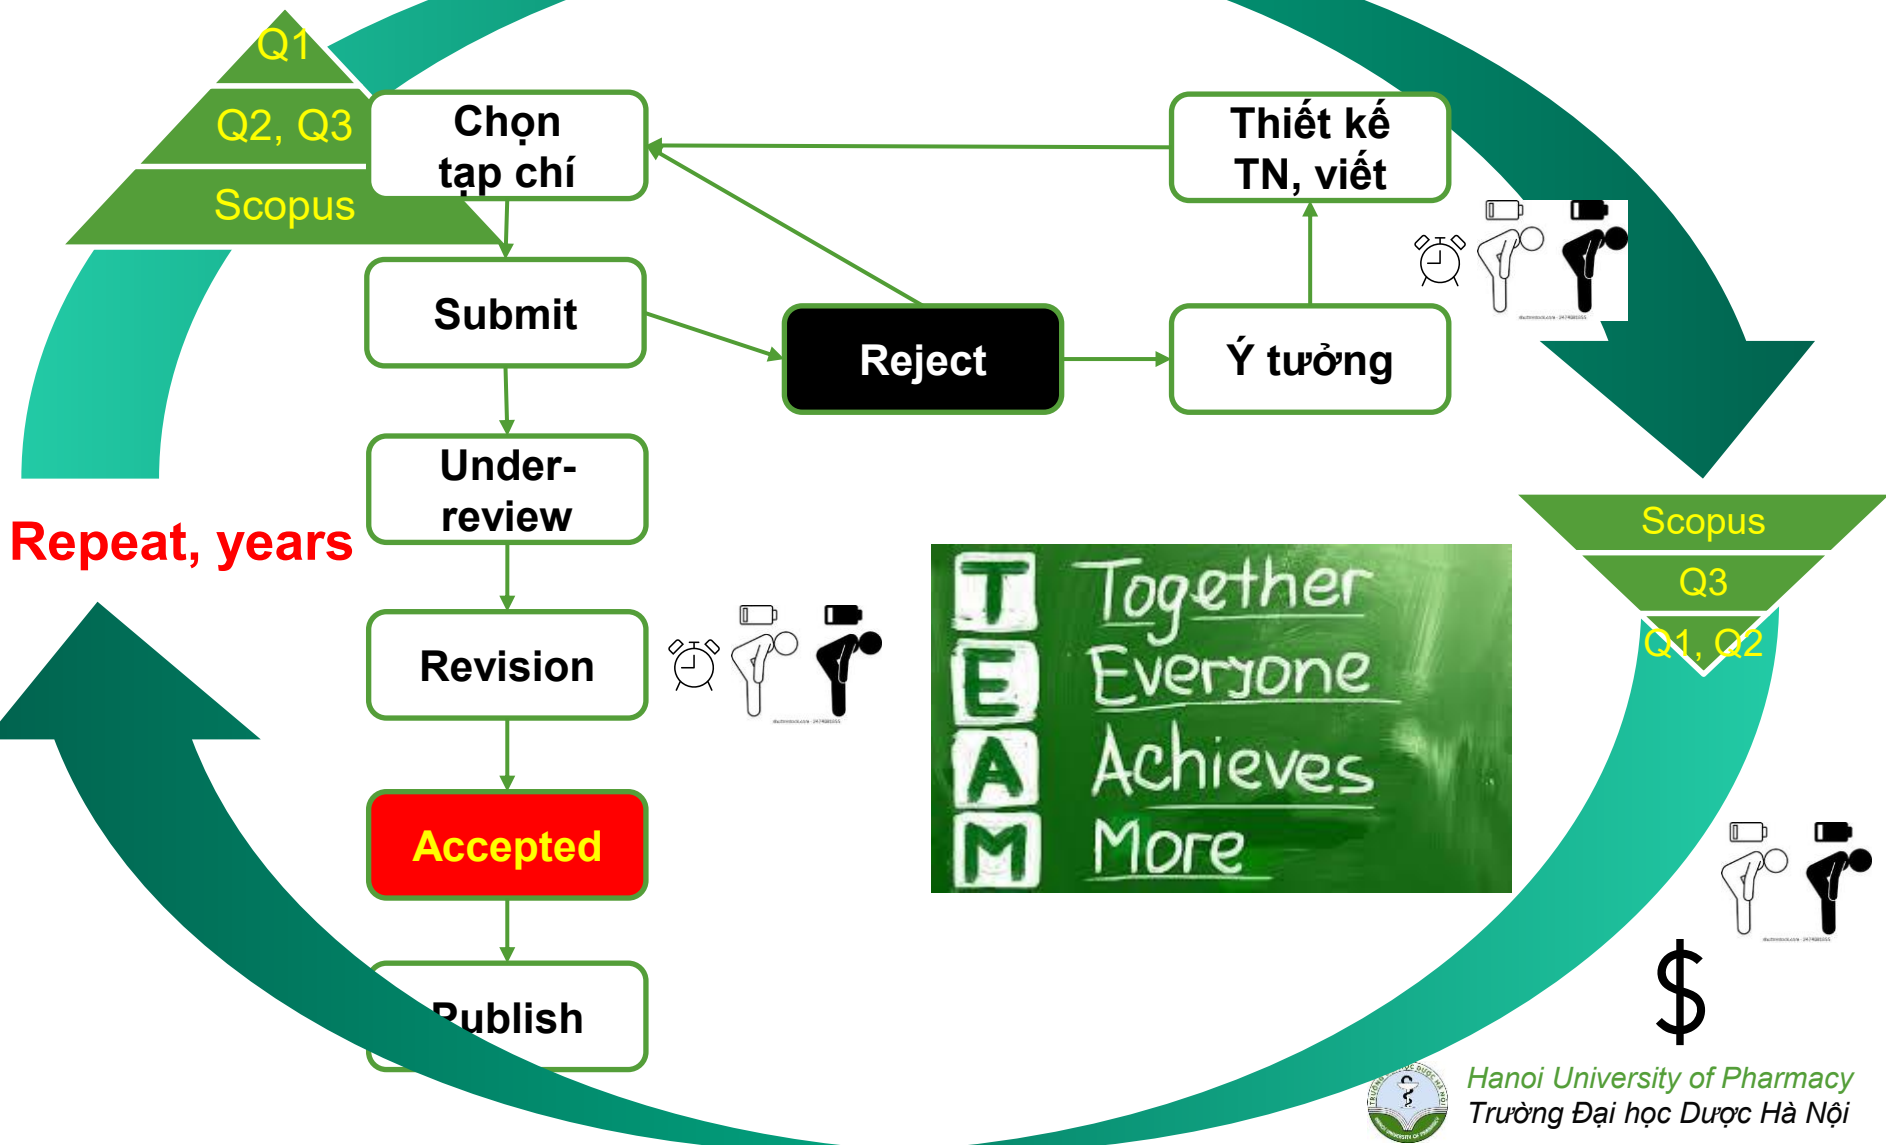 Q1
Q2, Q3
Scopus
Chọn
tạp chí
Thiết kế
TN, viết
Submit
Reject
Ý tưởng
Under-
review
Repeat, years
Revision
Accepted
Publish
T Together
E Everyone
A Achieves
M More
Scopus
Q3
Q1, Q2
$
Hanoi University of Pharmacy
Trường Đại học Dược Hà Nội